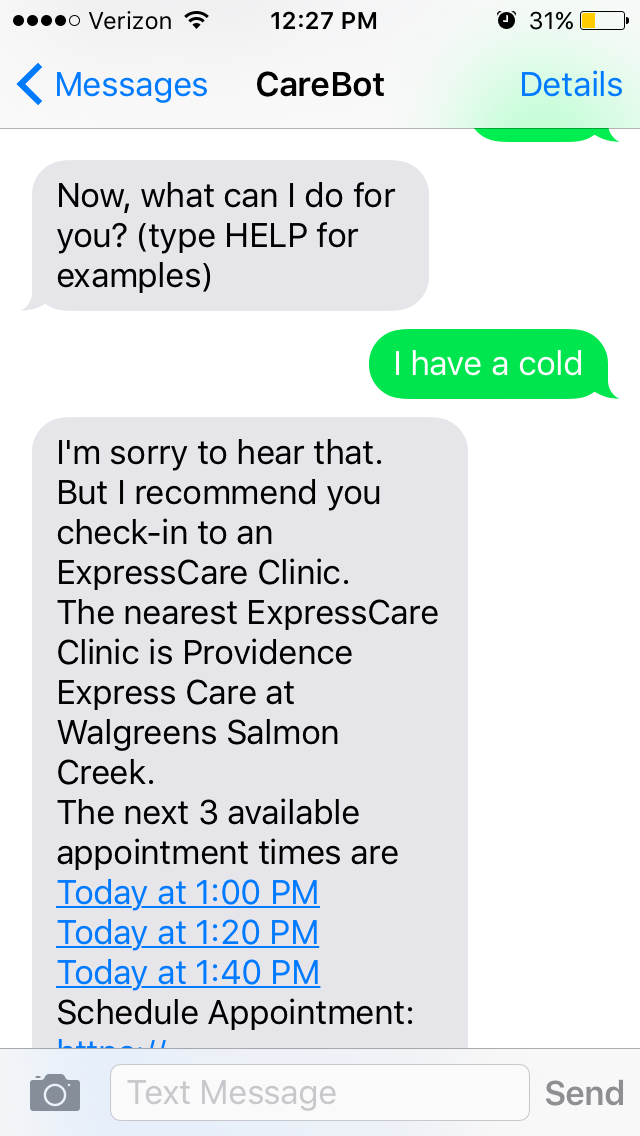 Verizon 12:27 PM 31%
Messages CareBot Details
Now, what can I do for
you? (type HELP for
examples)
I have a cold
I'm sorry to hear that.
But I recommend you
check-in to an
ExpressCare Clinic.
The nearest ExpressCare
Clinic is Providence
Express Care at
Walgreens Salmon
Creek.
The next 3 available
appointment times are
Today at 1:00 PM
Today at 1:20 PM
Today at 1:40 PM
Schedule Appointment:
https://
Text Message Send